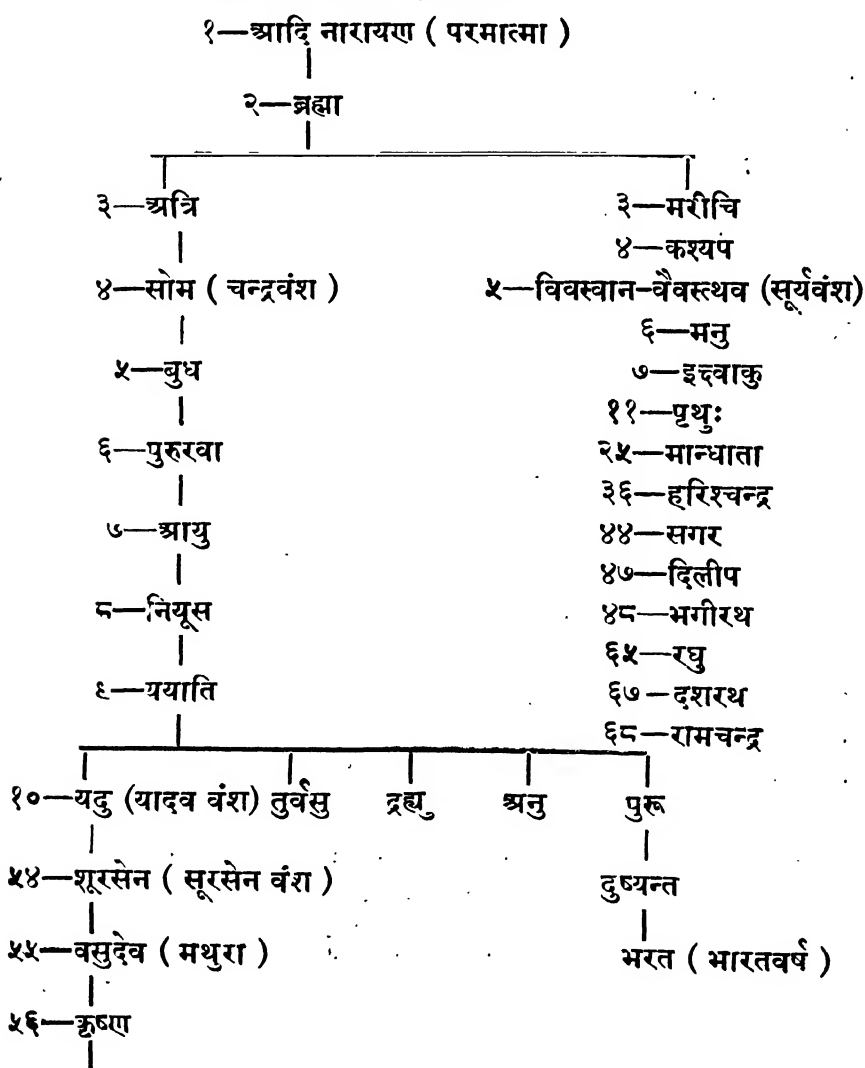 १—आदि नारायण ( परमात्मा )
२—ब्रह्मा
३—अत्रि
३—मरीचि
४—कश्यप
४—सोम ( चन्द्रवंश )
५—विवस्वान-वैवस्त्थव (सूर्यवंश)
६—मनु
५—बुध
७—इक्ष्वाकु
११—पृथुः
६—पुरुरवा
२५—मान्धाता
३६—हरिश्चन्द्र
७—आयु
४४—सगर
४७—दिलीप
८—नियूस
४८—भगीरथ
६५—रघु
९—ययाति
६७—दशरथ
६८—रामचन्द्र
१०—यदु (यादव वंश) तुर्वसु द्रह्यु अनु पुरू
५४—शूरसेन ( सूरसेन वंश ) दुष्यन्त
५५—वसुदेव ( मथुरा ) भरत ( भारतवर्ष )
५६—कृष्ण